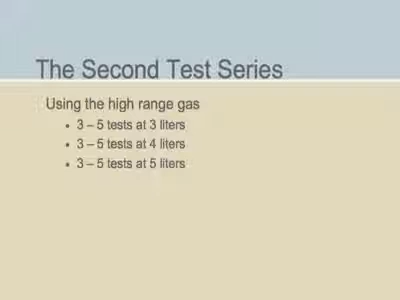 The Second Test Series
Using the high range gas
• 3 – 5 tests at 3 liters
• 3 – 5 tests at 4 liters
• 3 – 5 tests at 5 liters